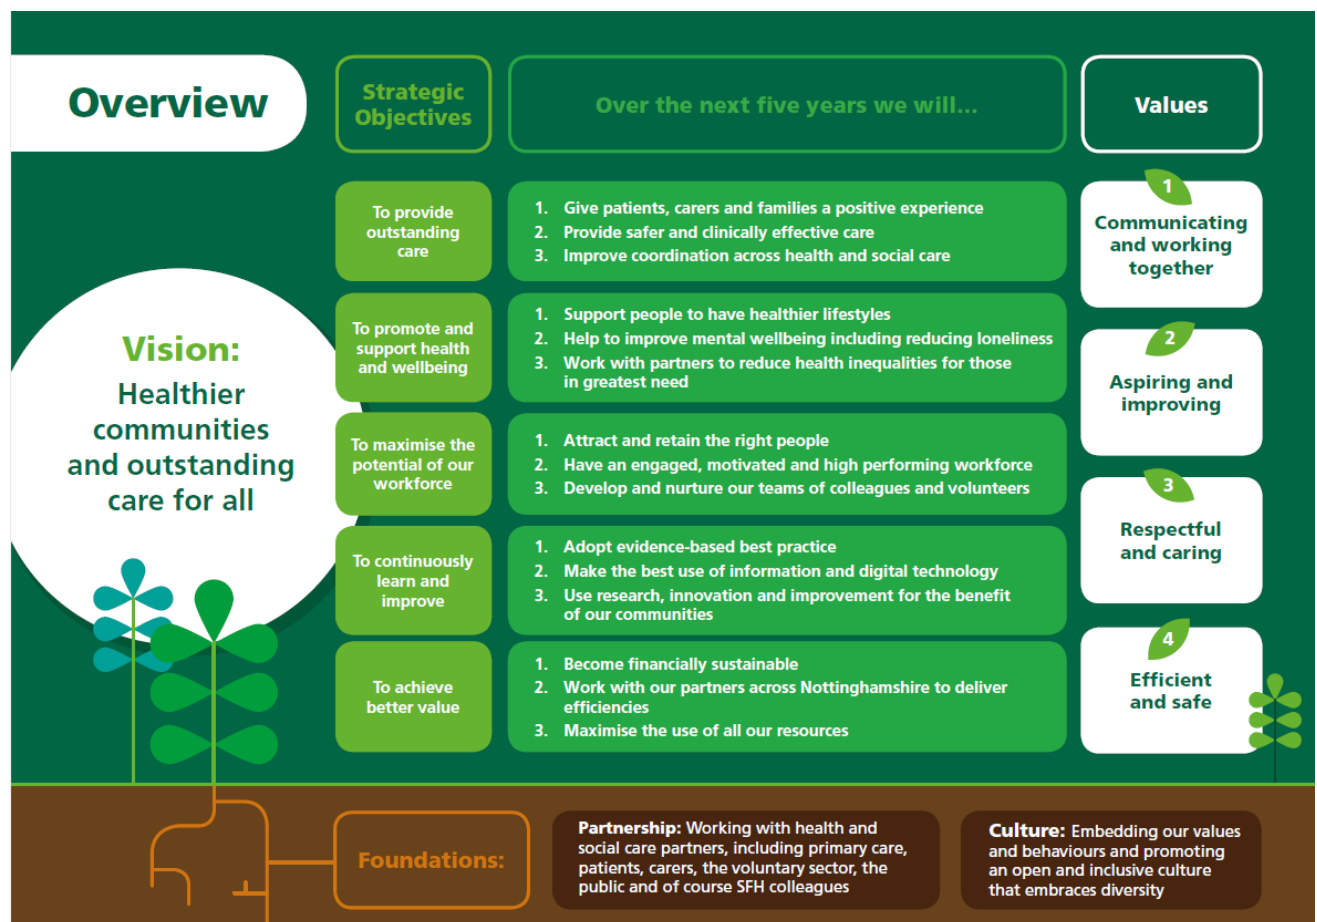 Overview
Strategic
Objectives
Over the next five years we will...
Values
Vision:
Healthier
communities
and outstanding
care for all
To provide
outstanding
care
1. Give patients, carers and families a positive experience
2. Provide safer and clinically effective care
3. Improve coordination across health and social care
To promote and
support health
and wellbeing
1. Support people to have healthier lifestyles
2. Help to improve mental wellbeing including reducing loneliness
3. Work with partners to reduce health inequalities for those
in greatest need
To maximise the
potential of our
workforce
1. Attract and retain the right people
2. Have an engaged, motivated and high performing workforce
3. Develop and nurture our teams of colleagues and volunteers
To continuously
learn and
improve
1. Adopt evidence-based best practice
2. Make the best use of information and digital technology
3. Use research, innovation and improvement for the benefit
of our communities
To achieve
better value
1. Become financially sustainable
2. Work with our partners across Nottinghamshire to deliver
efficiencies
3. Maximise the use of all our resources
1
Communicating
and working
together
2
Aspiring and
improving
3
Respectful
and caring
4
Efficient
and safe
Foundations:
Partnership: Working with health and
social care partners, including primary care,
patients, carers, the voluntary sector, the
public and of course SFH colleagues
Culture: Embedding our values
and behaviours and promoting
an open and inclusive culture
that embraces diversity